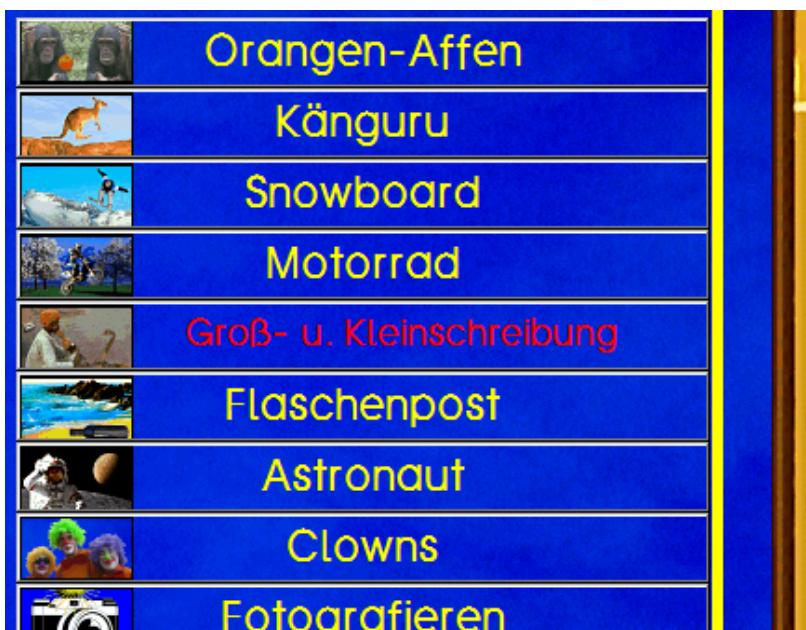 Orangen-Affen
Känguru
Snowboard
Motorrad
Groß- u. Kleinschreibung
Flaschenpost
Astronaut
Clowns
Fotografieren